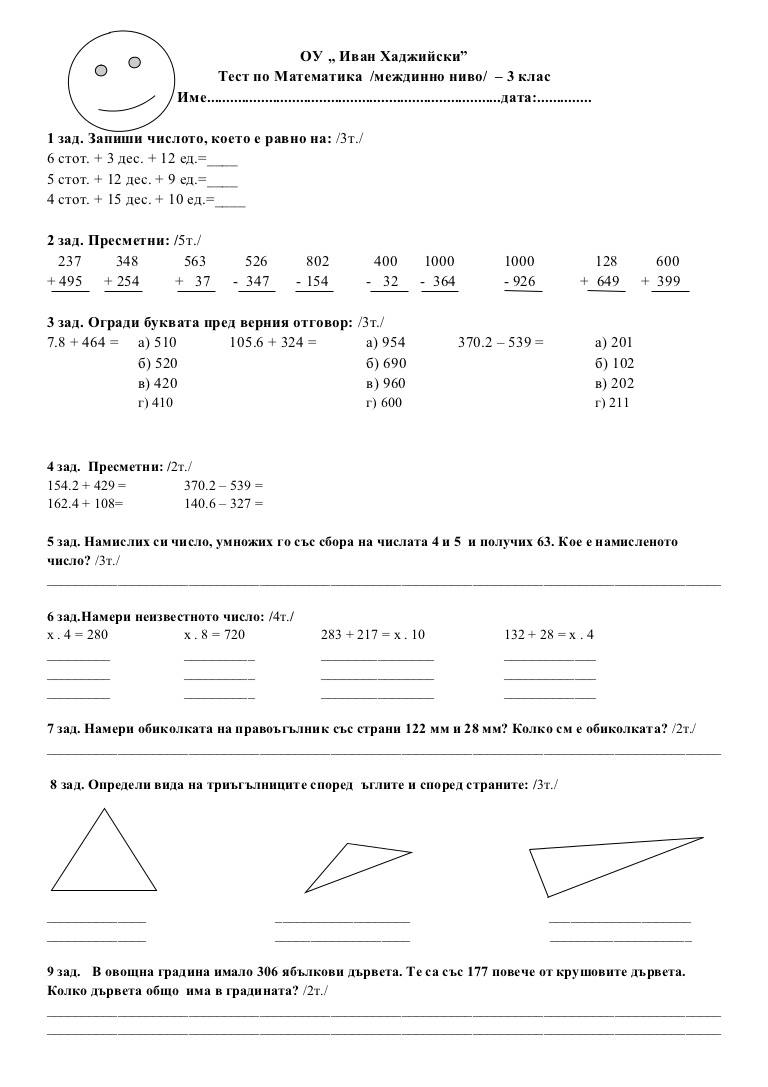 ОУ „ Иван Хаджийски”
Тест по Математика /междинно ниво/ – 3 клас
Име........................................................................дата:..............
1 зад. Запиши числото, което е равно на: /3т./
6 стот. + 3 дес. + 12 ед.=____
5 стот. + 12 дес. + 9 ед.=____
4 стот. + 15 дес. + 10 ед.=____
2 зад. Пресметни: /5т./
237 348 563 526 802 400 1000 1000 128 600
+ 495 + 254 + 37 - 347 - 154 - 32 - 364 - 926 + 649 + 399
3 зад. Огради буквата пред верния отговор: /3т./
7.8 + 464 = а) 510 105.6 + 324 = а) 954 370.2 – 539 = а) 201
б) 520 б) 690 б) 102
в) 420 в) 960 в) 202
г) 410 г) 600 г) 211
4 зад. Пресметни: /2т./
154.2 + 429 = 370.2 – 539 =
162.4 + 108= 140.6 – 327 =
5 зад. Намислих си число, умножих го със сбора на числата 4 и 5 и получих 63. Кое е намисленото
число? /3т./
6 зад.Намери неизвестното число: /4т./
х . 4 = 280 х . 8 = 720 283 + 217 = х . 10 132 + 28 = х . 4
7 зад. Намери обиколката на правоъгълник със страни 122 мм и 28 мм? Колко см е обиколката? /2т./
8 зад. Определи вида на триъгълниците според ъглите и според страните: /3т./
9 зад. В овощна градина имало 306 ябълкови дървета. Те са със 177 повече от крушовите дървета.
Колко дървета общо има в градината? /2т./